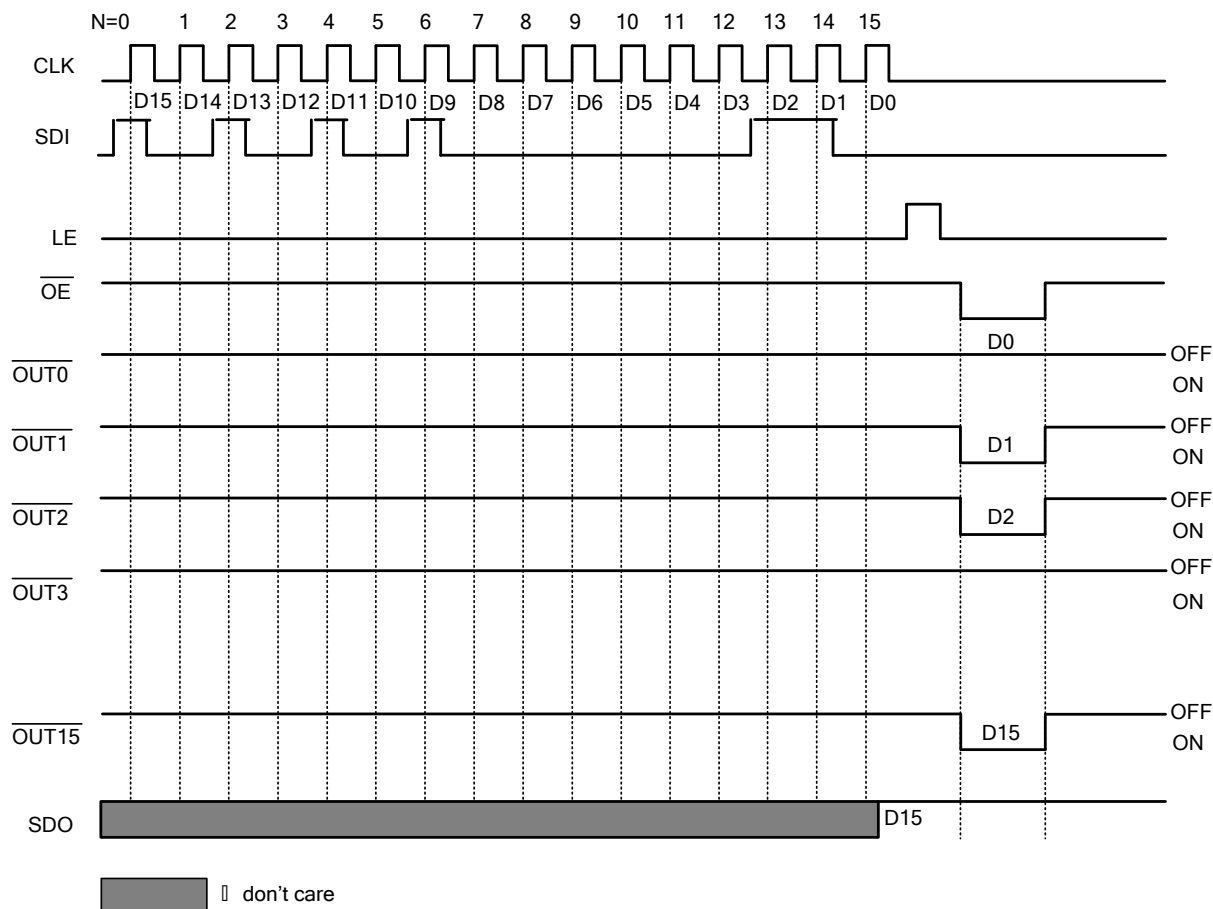 N=0 1 2 3 4 5 6 7 8 9 10 11 12 13 14 15
CLK
D15 D14 D13 D12 D11 D10 D9 D8 D7 D6 D5 D4 D3 D2 D1 D0
SDI
LE
OE
D0
OUT0
OFF
ON
OUT1
D1
OFF
ON
OUT2
D2
OFF
ON
OUT3
OFF
ON
OUT15
D15
OFF
ON
SDO
D15
don't care